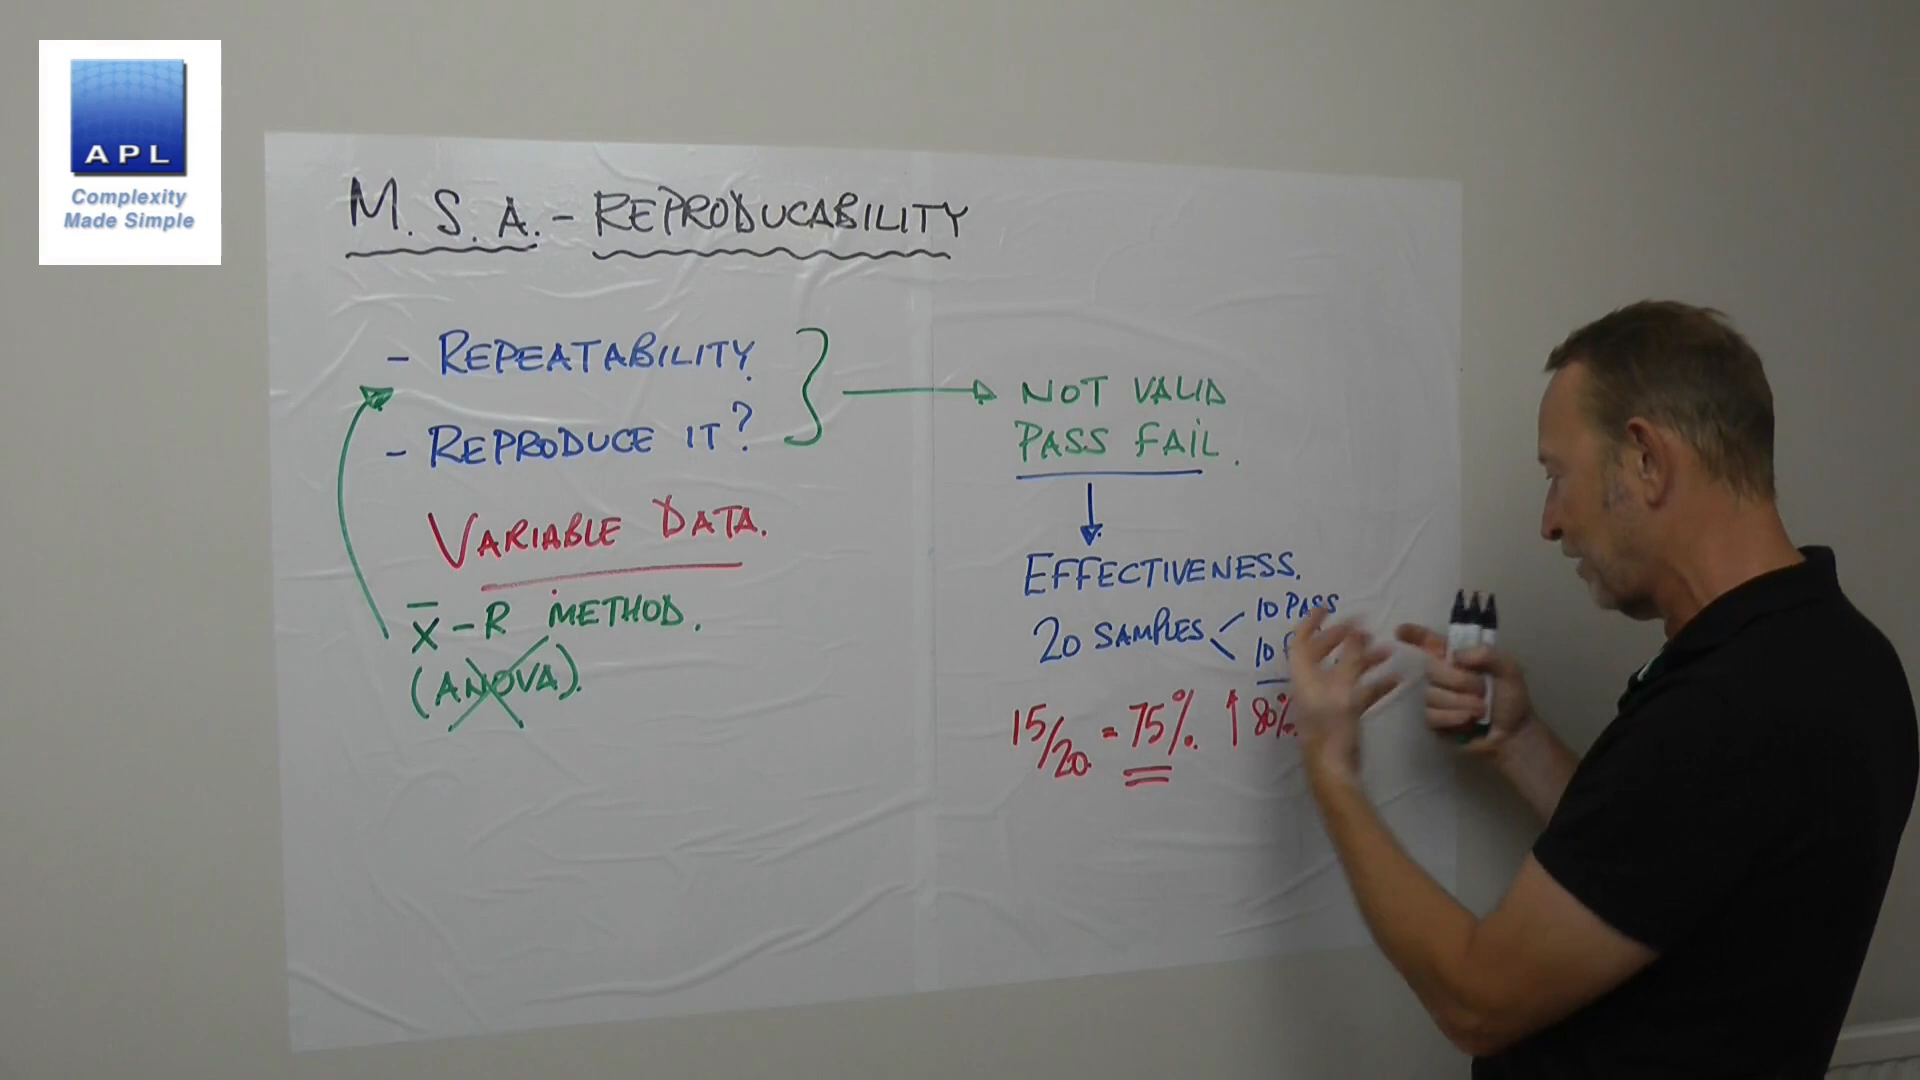 APL
Complexity
Made Simple
M. S. A. - REPRODUCABILITY
- REPEATABILITY
- REPRODUCE IT?
VARIABLE DATA.
X̄ - R METHOD.
(ANOVA).
NOT VALID
PASS FAIL.
EFFECTIVENESS.
20 SAMPLES
10 PASS
10
15/20 = 75%. ↑ 80%.